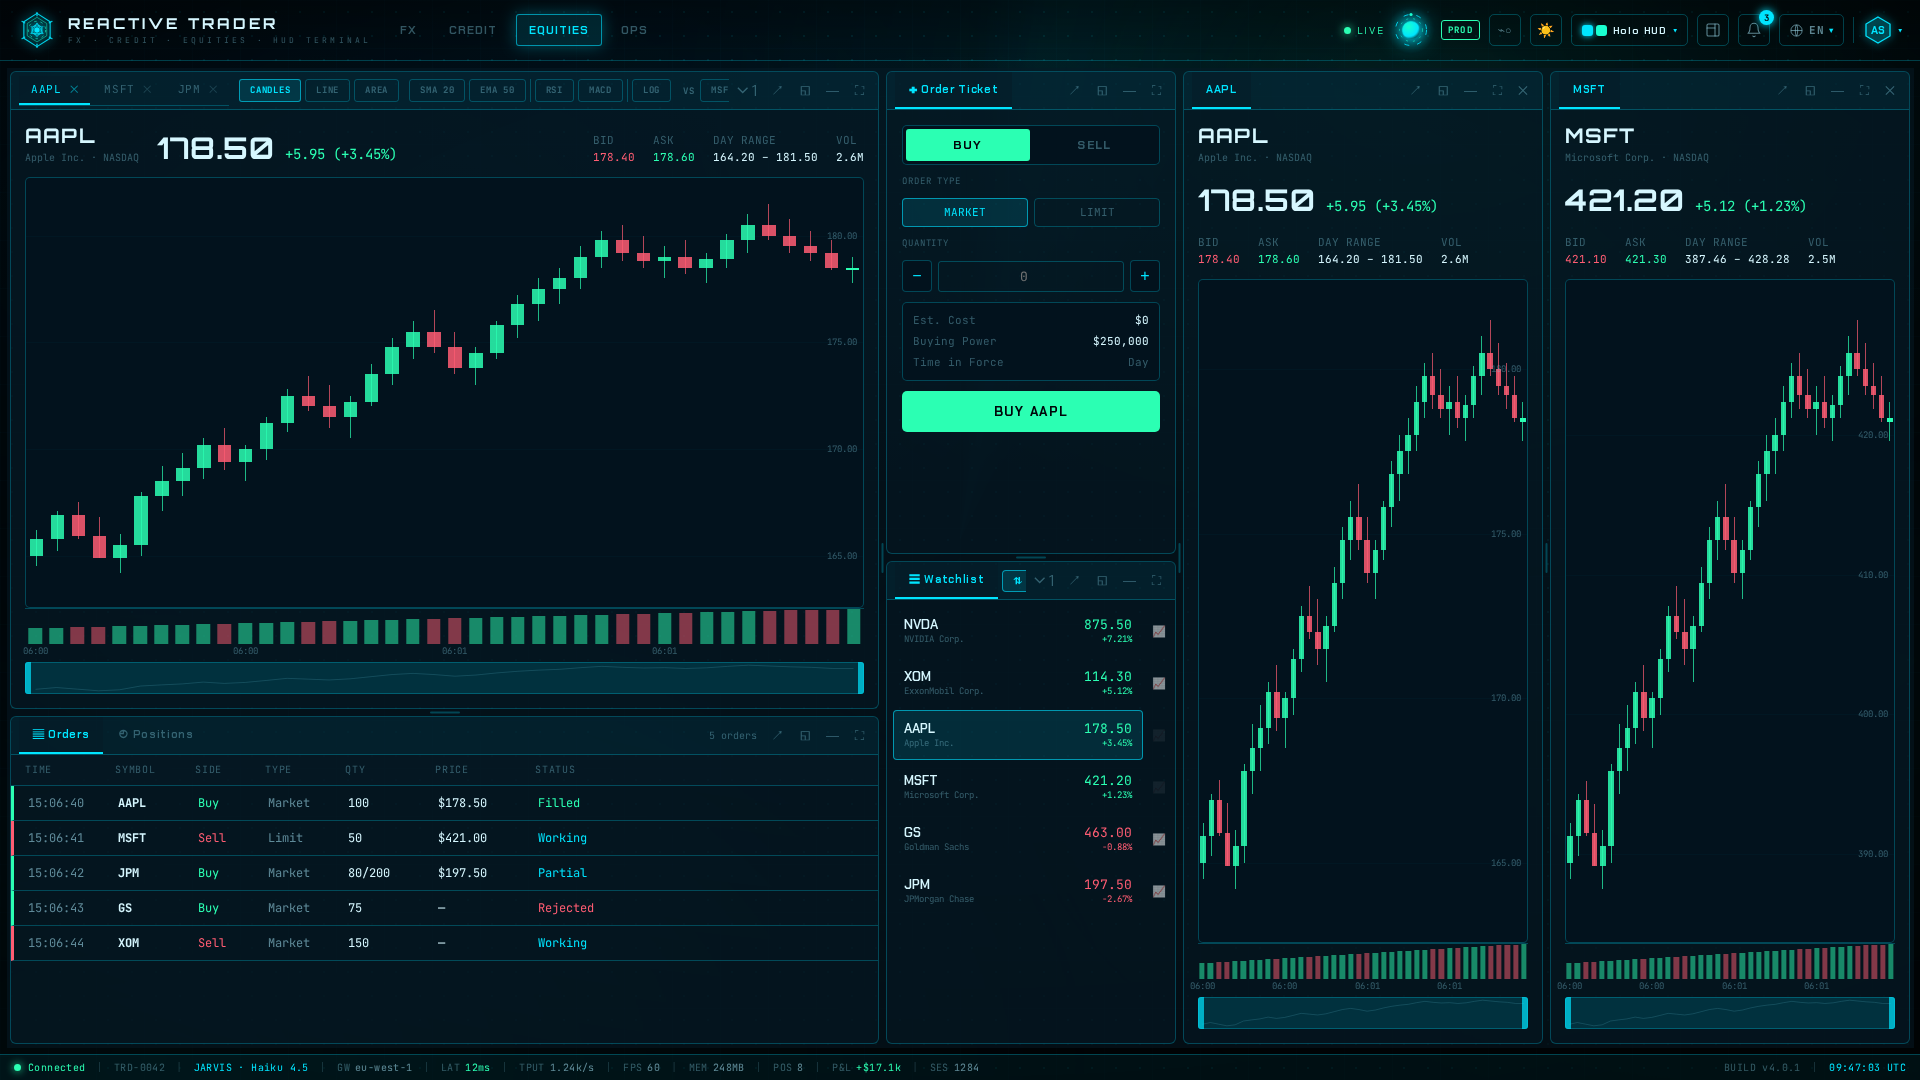 REACTIVE TRADER
FX · CREDIT · EQUITIES · HUD TERMINAL
FX CREDIT EQUITIES OPS
LIVE PROD Holo HUD 3 EN AS
AAPL MSFT JPM CANDLES LINE AREA SMA 20 EMA 50 RSI MACD LOG VS MSF 1
AAPL
Apple Inc. · NASDAQ
178.50 +5.95 (+3.45%)
BID ASK DAY RANGE VOL
178.40 178.60 164.20 – 181.50 2.6M
180.00
175.00
170.00
165.00
06:00 06:00 06:01 06:01
Orders Positions 5 orders
TIME SYMBOL SIDE TYPE QTY PRICE STATUS
15:06:40 AAPL Buy Market 100 $178.50 Filled
15:06:41 MSFT Sell Limit 50 $421.00 Working
15:06:42 JPM Buy Market 80/200 $197.50 Partial
15:06:43 GS Buy Market 75 — Rejected
15:06:44 XOM Sell Market 150 — Working
Order Ticket
BUY SELL
ORDER TYPE
MARKET LIMIT
QUANTITY
− 0 +
Est. Cost $0
Buying Power $250,000
Time in Force Day
BUY AAPL
Watchlist 1
NVDA 875.50
NVIDIA Corp. +7.21%
XOM 114.30
ExxonMobil Corp. +5.12%
AAPL 178.50
Apple Inc. +3.45%
MSFT 421.20
Microsoft Corp. +1.23%
GS 463.00
Goldman Sachs -0.88%
JPM 197.50
JPMorgan Chase -2.67%
AAPL
AAPL
Apple Inc. · NASDAQ
178.50 +5.95 (+3.45%)
BID ASK DAY RANGE VOL
178.40 178.60 164.20 – 181.50 2.6M
175.00
170.00
165.00
06:00 06:00 06:01 06:01
MSFT
MSFT
Microsoft Corp. · NASDAQ
421.20 +5.12 (+1.23%)
BID ASK DAY RANGE VOL
421.10 421.30 387.46 – 428.28 2.5M
420.00
410.00
400.00
390.00
06:00 06:00 06:01 06:01
Connected TRD-0042 JARVIS · Haiku 4.5 GW eu-west-1 LAT 12ms TPUT 1.24k/s FPS 60 MEM 248MB POS 8 P&L +$17.1k SES 1284 BUILD v4.0.1 09:47:03 UTC